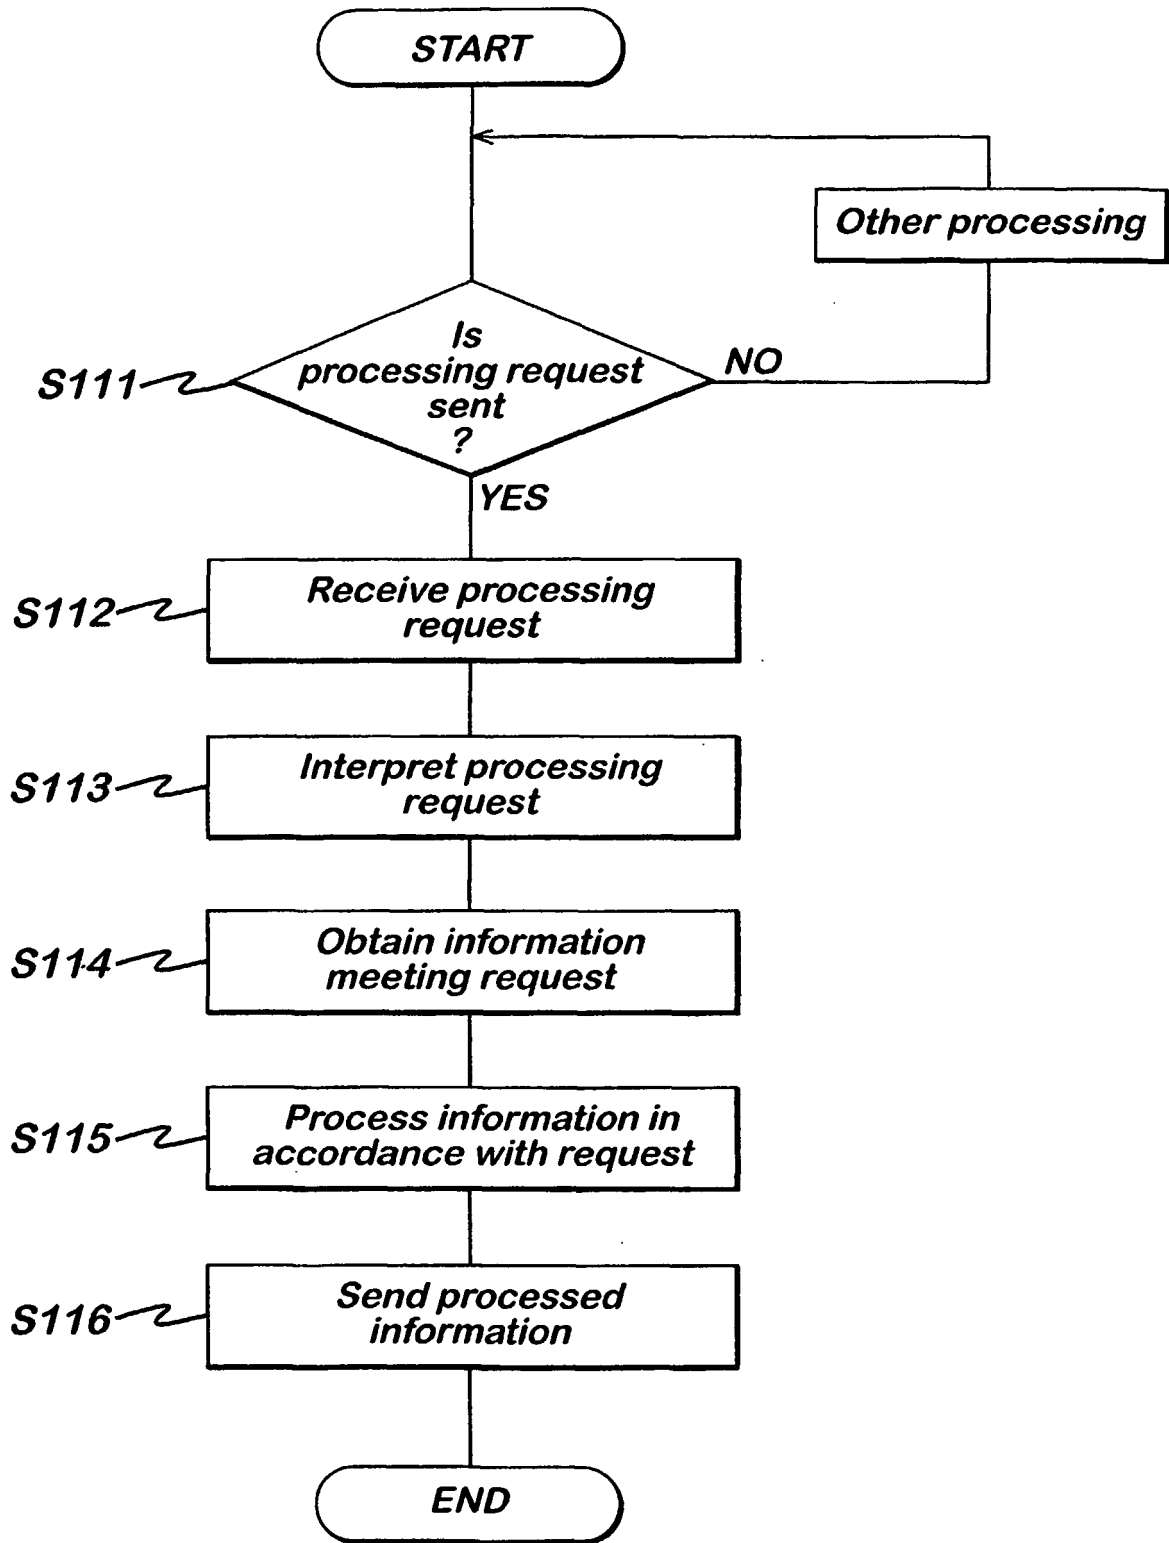 START
Other processing
Is
processing request
sent
?
NO
S111
YES
Receive processing
request
S112
Interpret processing
request
S113
Obtain information
meeting request
S114
Process information in
accordance with request
S115
Send processed
information
S116
END